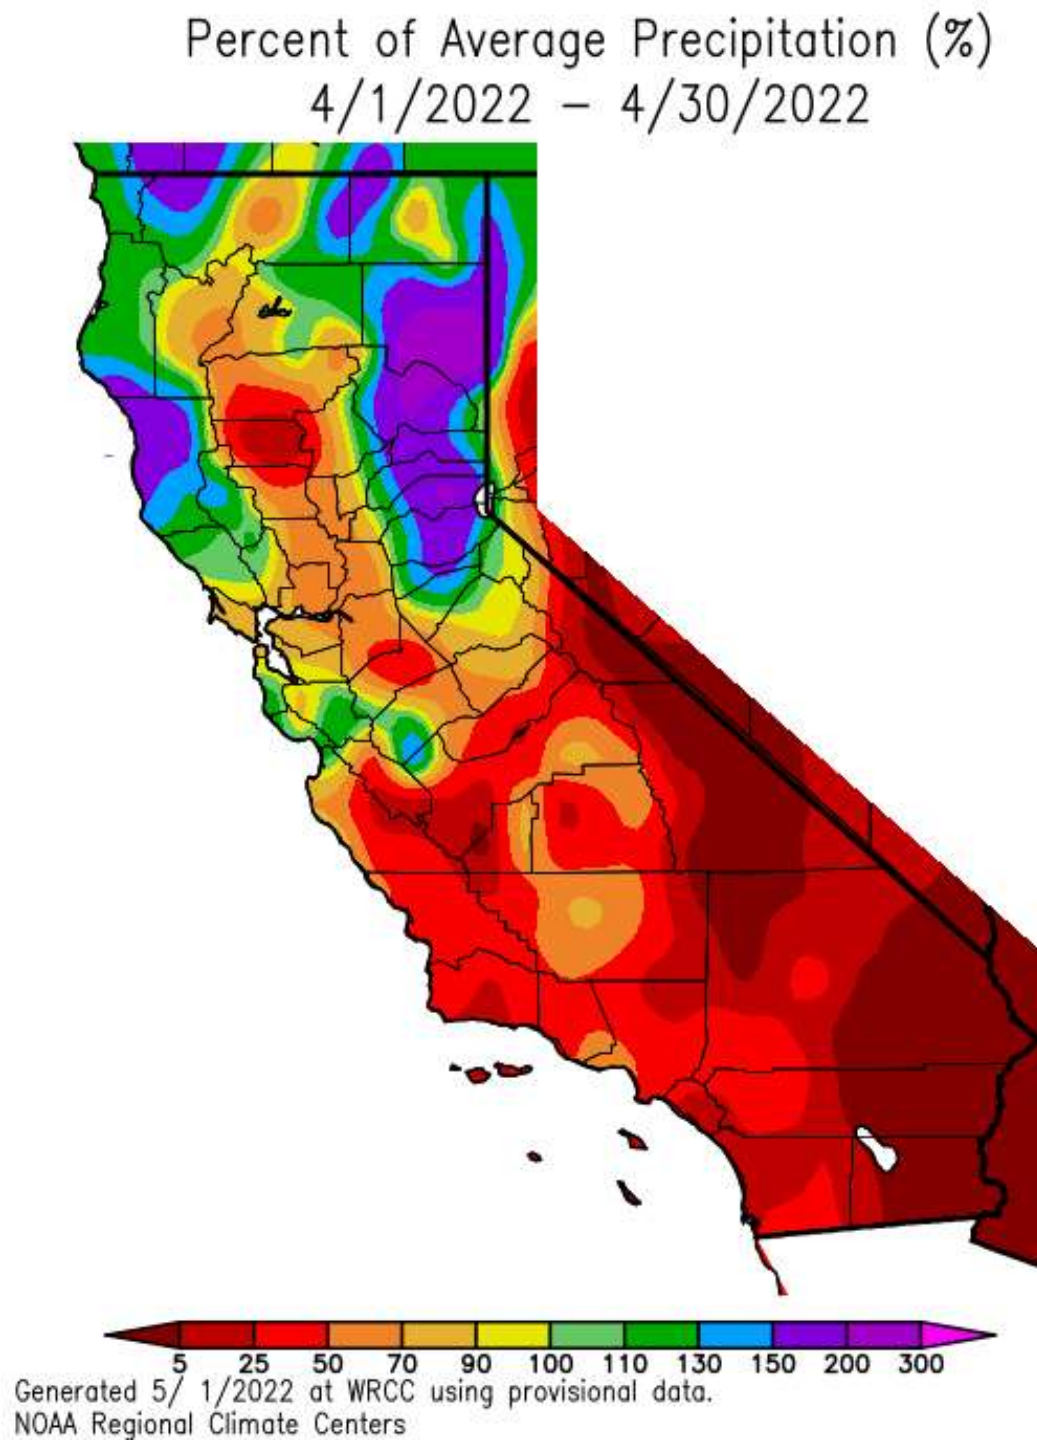 Percent of Average Precipitation (%)
4/1/2022 – 4/30/2022
5 25 50 70 90 100 110 130 150 200 300
Generated 5/ 1/2022 at WRCC using provisional data.
NOAA Regional Climate Centers